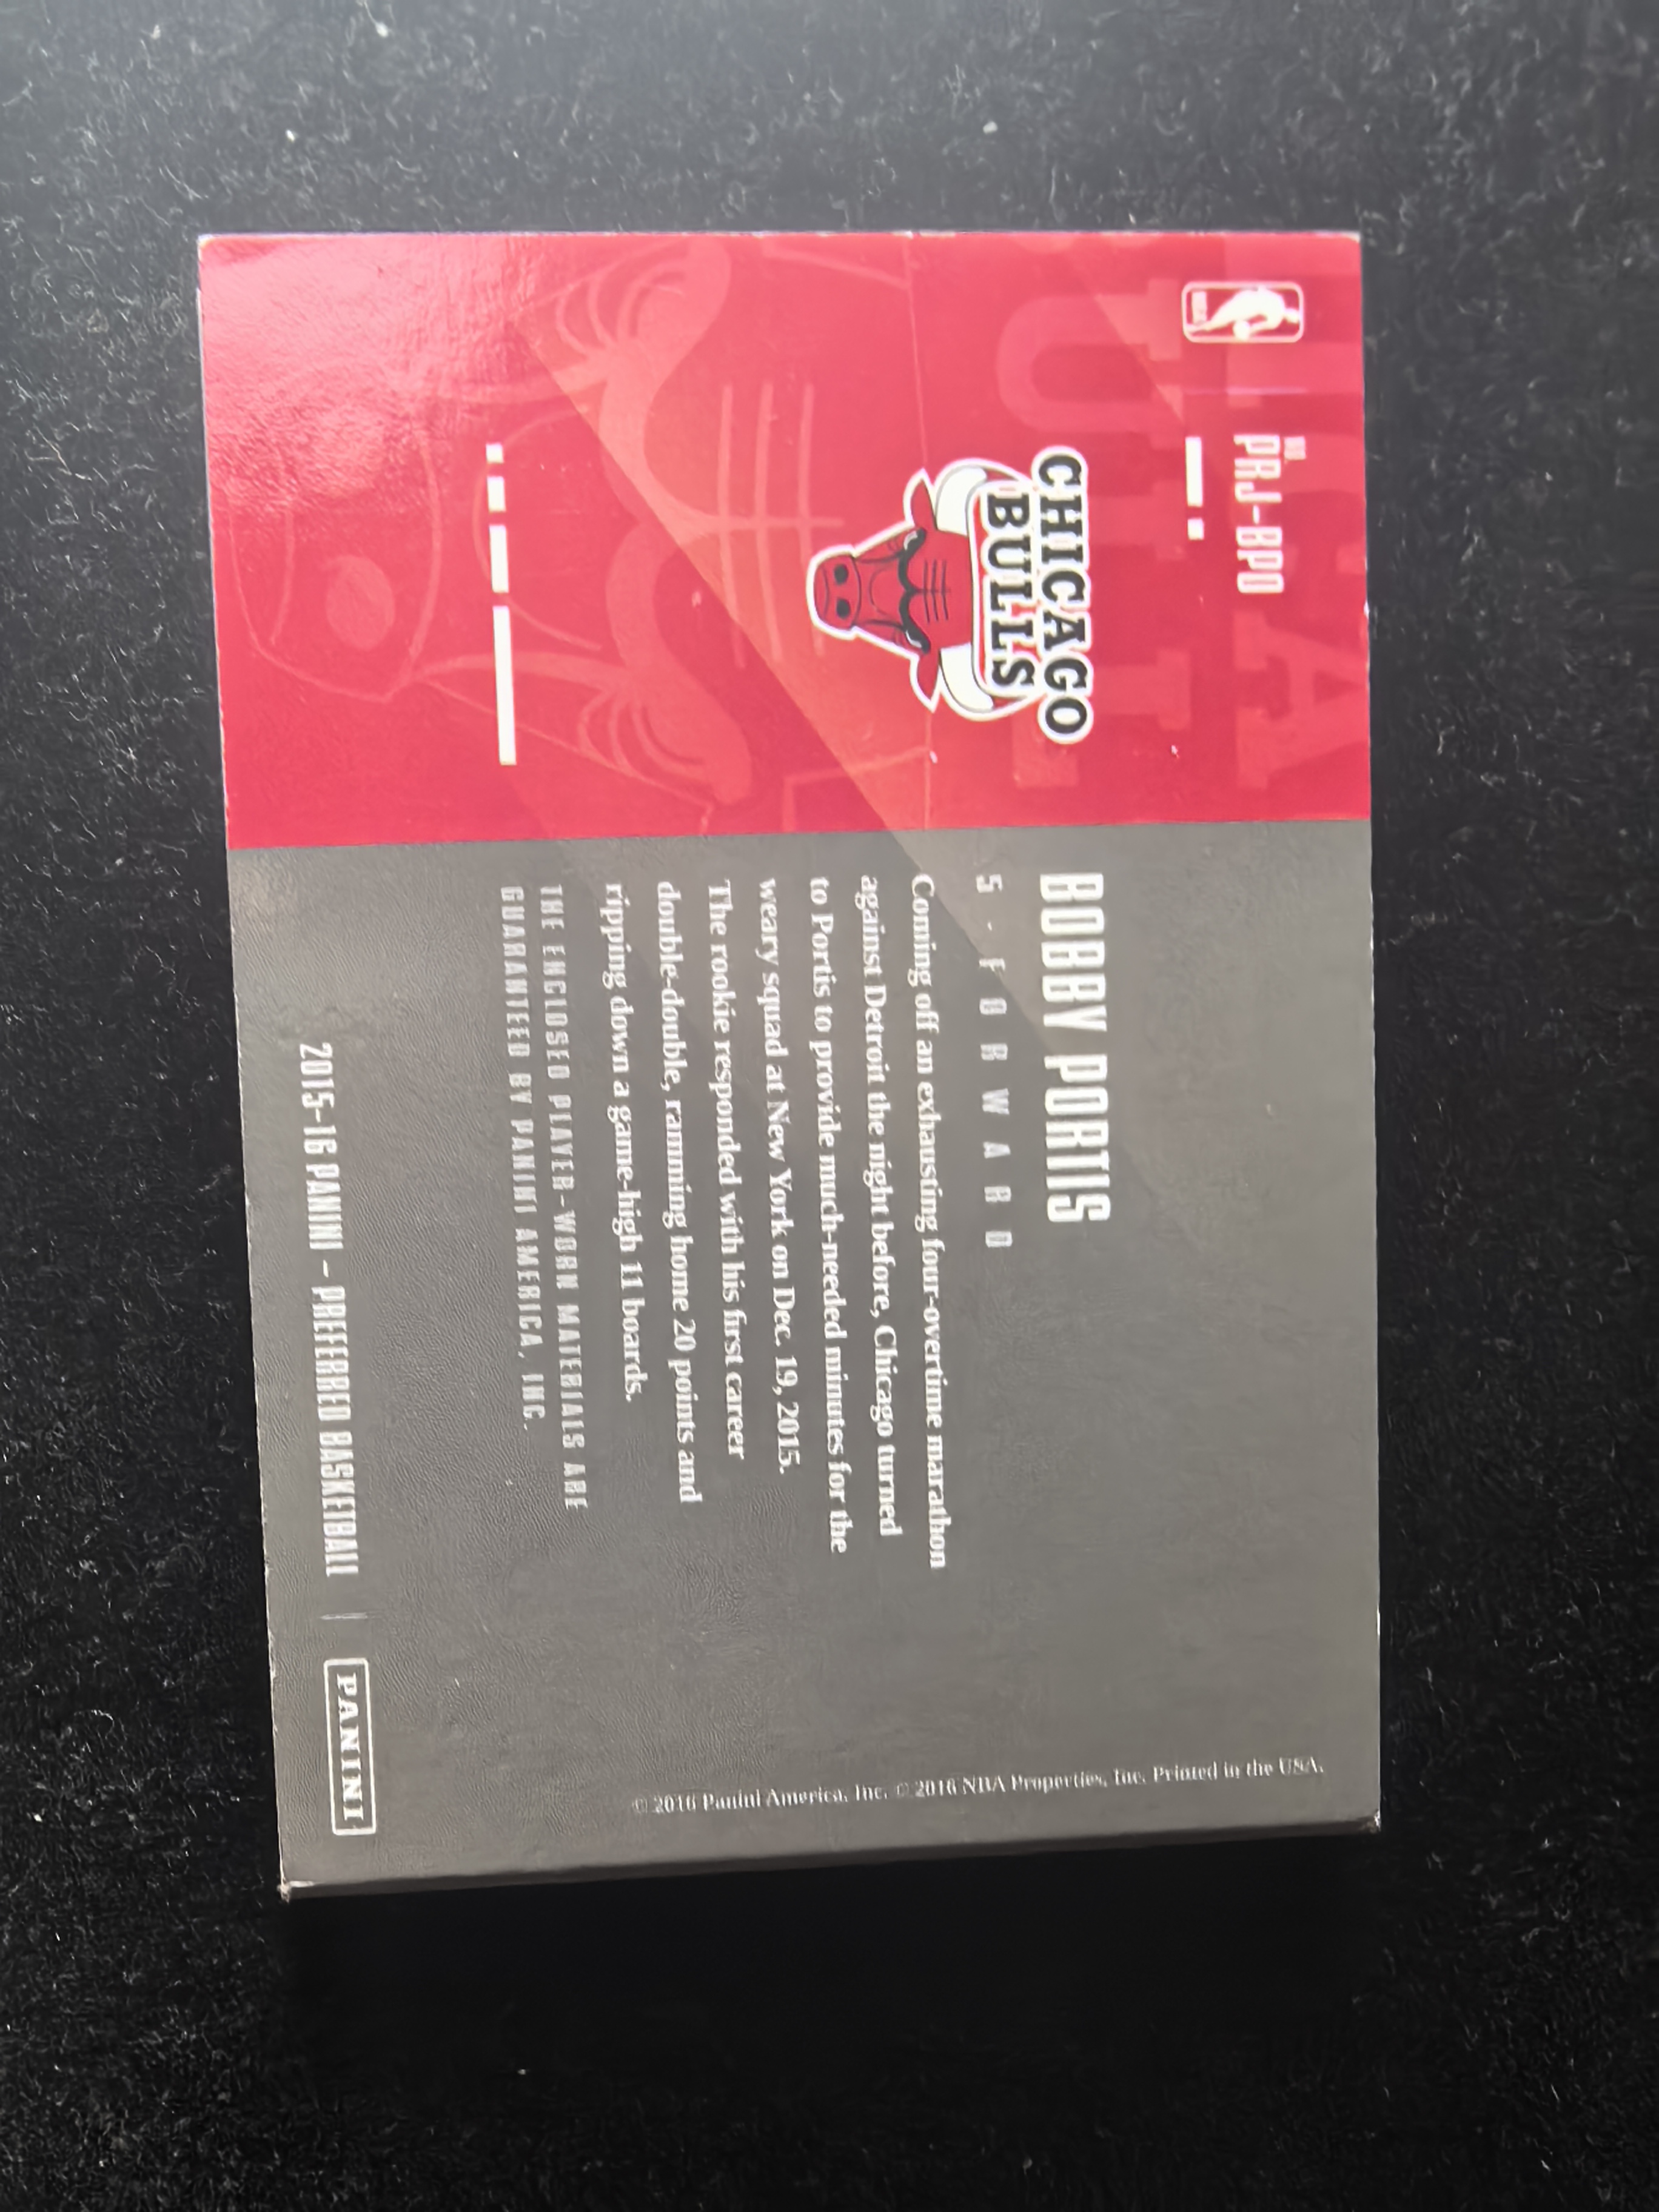 NO.
PRJ-BPO
CHICAGO
BULLS
BOBBY PORTIS
5 · FORWARD
Coming off an exhausting four-overtime marathon
against Detroit the night before, Chicago turned
to Portis to provide much-needed minutes for the
weary squad at New York on Dec. 19, 2015.
The rookie responded with his first career
double-double, ramming home 20 points and
ripping down a game-high 11 boards.
THE ENCLOSED PLAYER-WORN MATERIALS ARE
GUARANTEED BY PANINI AMERICA, INC.
2015-16 PANINI – PREFERRED BASKETBALL | PANINI
© 2016 Panini America, Inc. © 2016 NBA Properties, Inc. Printed in the USA.